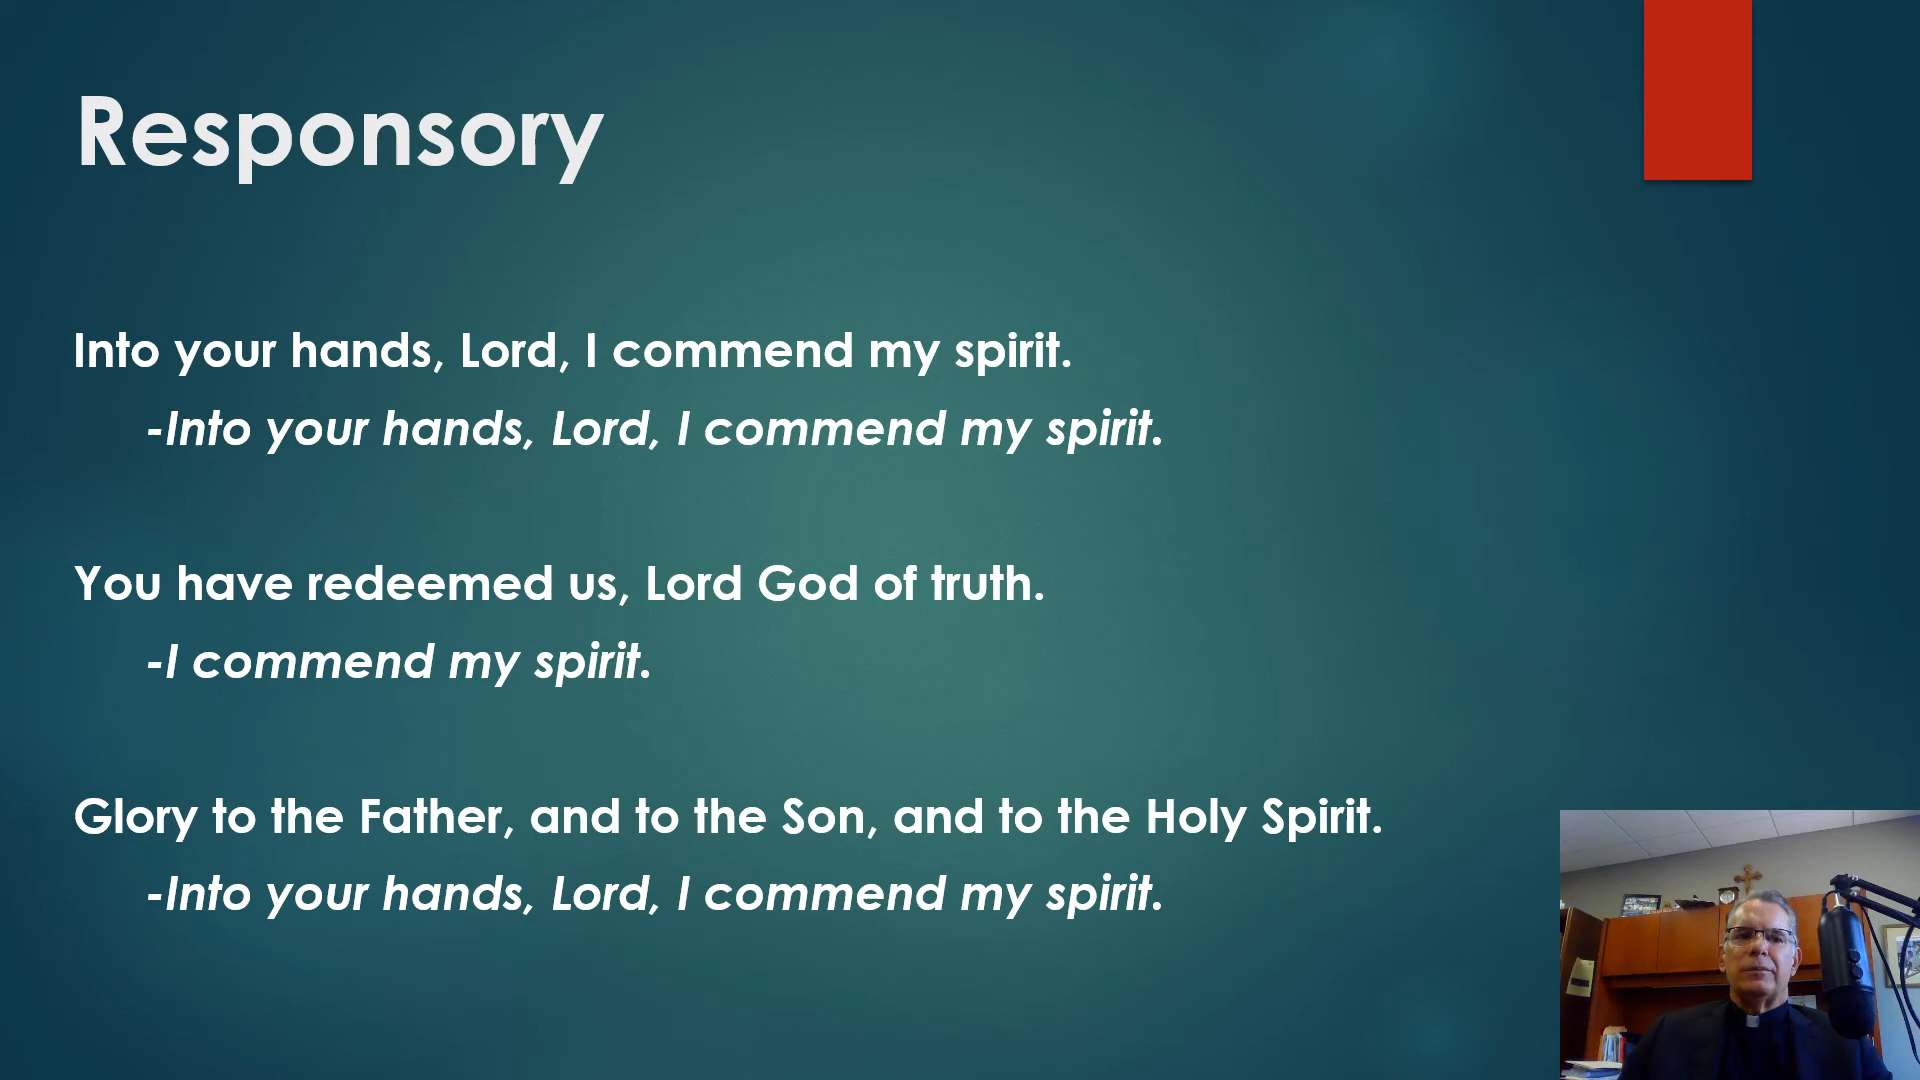 Responsory
Into your hands, Lord, I commend my spirit.
-Into your hands, Lord, I commend my spirit.
You have redeemed us, Lord God of truth.
-I commend my spirit.
Glory to the Father, and to the Son, and to the Holy Spirit.
-Into your hands, Lord, I commend my spirit.